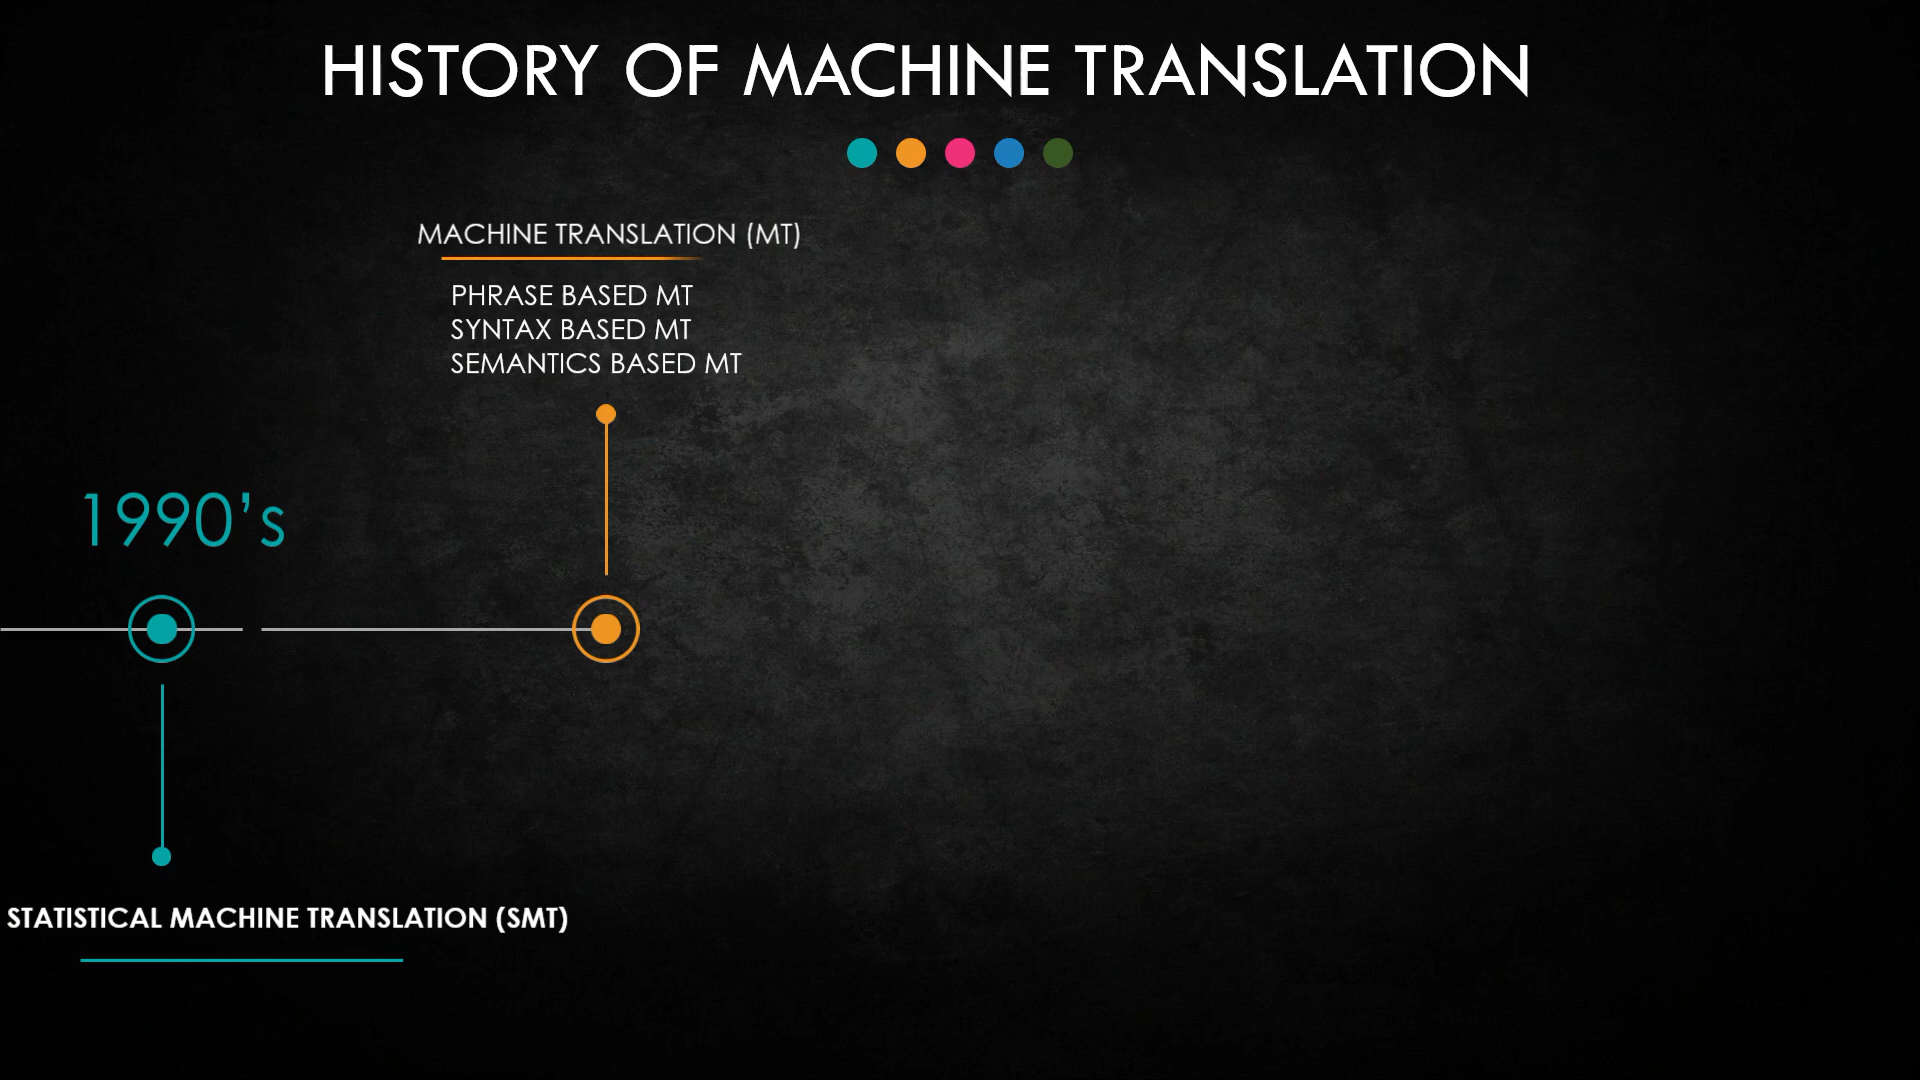 HISTORY OF MACHINE TRANSLATION
MACHINE TRANSLATION (MT)
PHRASE BASED MT
SYNTAX BASED MT
SEMANTICS BASED MT
1990’s
STATISTICAL MACHINE TRANSLATION (SMT)